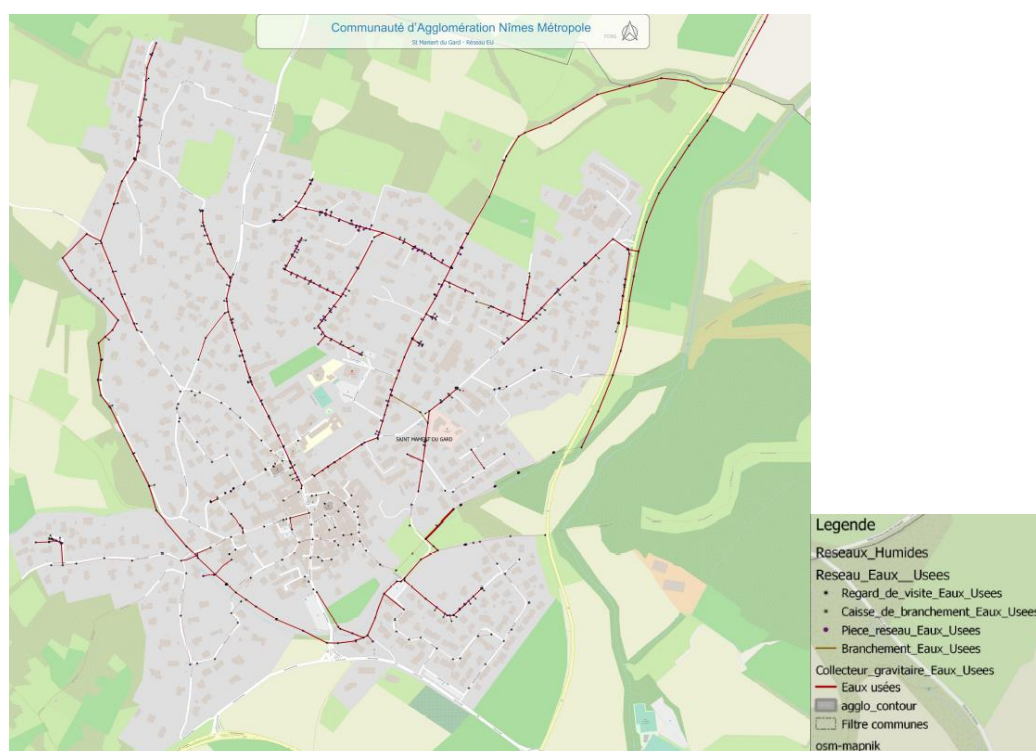 Communauté d'Agglomération Nîmes Métropole
St Mamert du Gard - Réseau EU
FONS
SAINT MAMERT DU GARD
Legende
Reseaux_Humides
Reseau_Eaux__Usees
Regard_de_visite_Eaux_Usees
Caisse_de_branchement_Eaux_Usees
Piece_reseau_Eaux_Usees
Branchement_Eaux_Usees
Collecteur_gravitaire_Eaux_Usees
Eaux usées
agglo_contour
Filtre communes
osm-mapnik